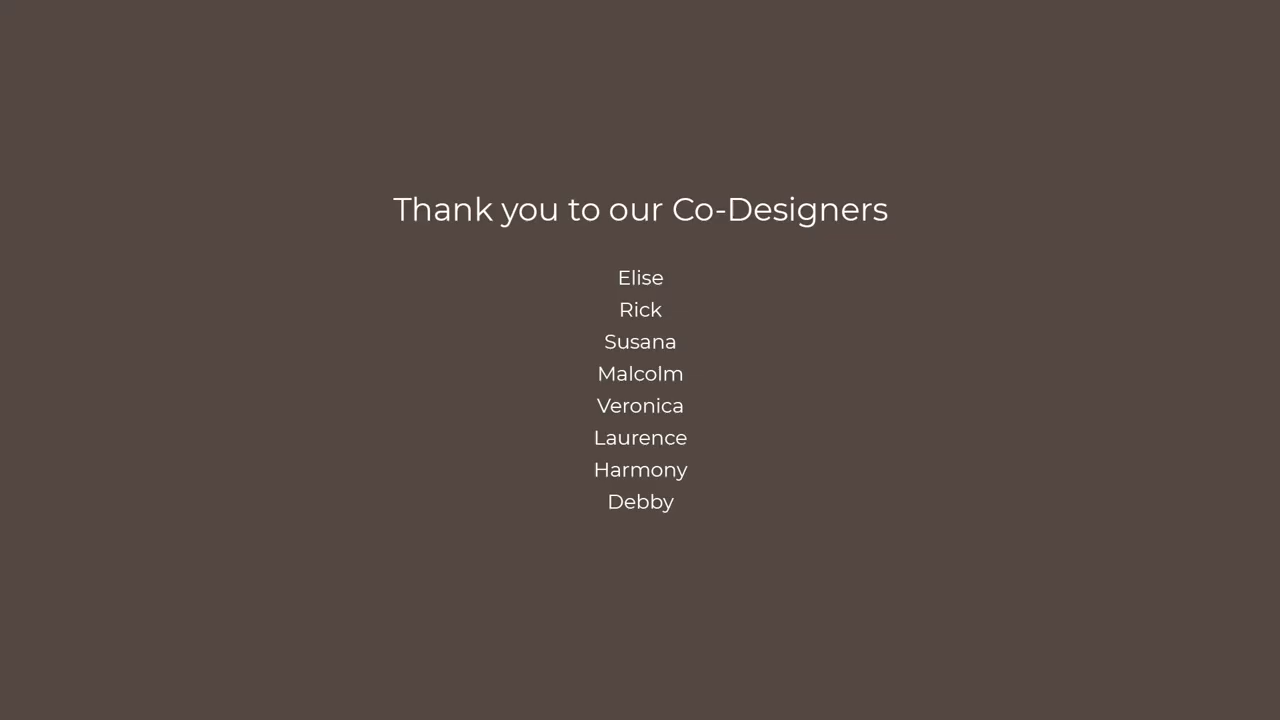 Thank you to our Co-Designers
Elise
Rick
Susana
Malcolm
Veronica
Laurence
Harmony
Debby